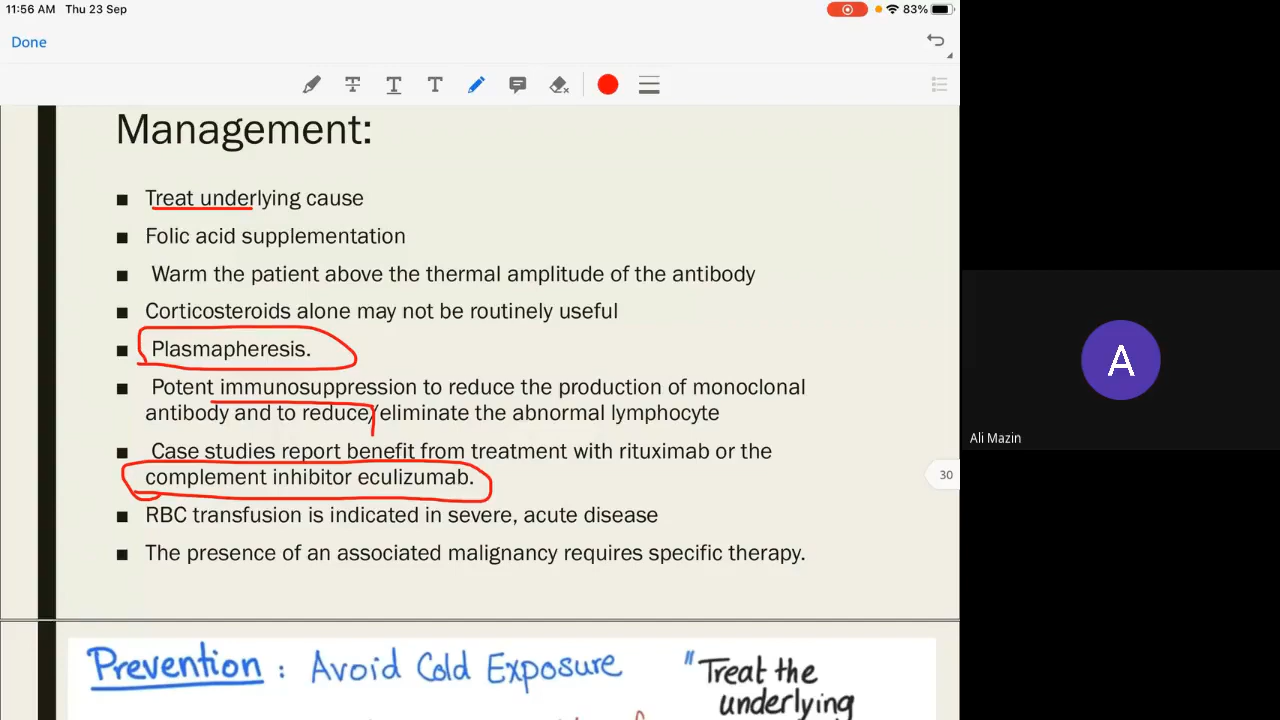 11:56 AM Thu 23 Sep
83%
Done
Management:
■ Treat underlying cause
■ Folic acid supplementation
■ Warm the patient above the thermal amplitude of the antibody
■ Corticosteroids alone may not be routinely useful
■ Plasmapheresis.
■ Potent immunosuppression to reduce the production of monoclonal
antibody and to reduce/eliminate the abnormal lymphocyte
■ Case studies report benefit from treatment with rituximab or the
complement inhibitor eculizumab.
■ RBC transfusion is indicated in severe, acute disease
■ The presence of an associated malignancy requires specific therapy.
30
Prevention : Avoid Cold Exposure
"Treat the
underlying
A
Ali Mazin